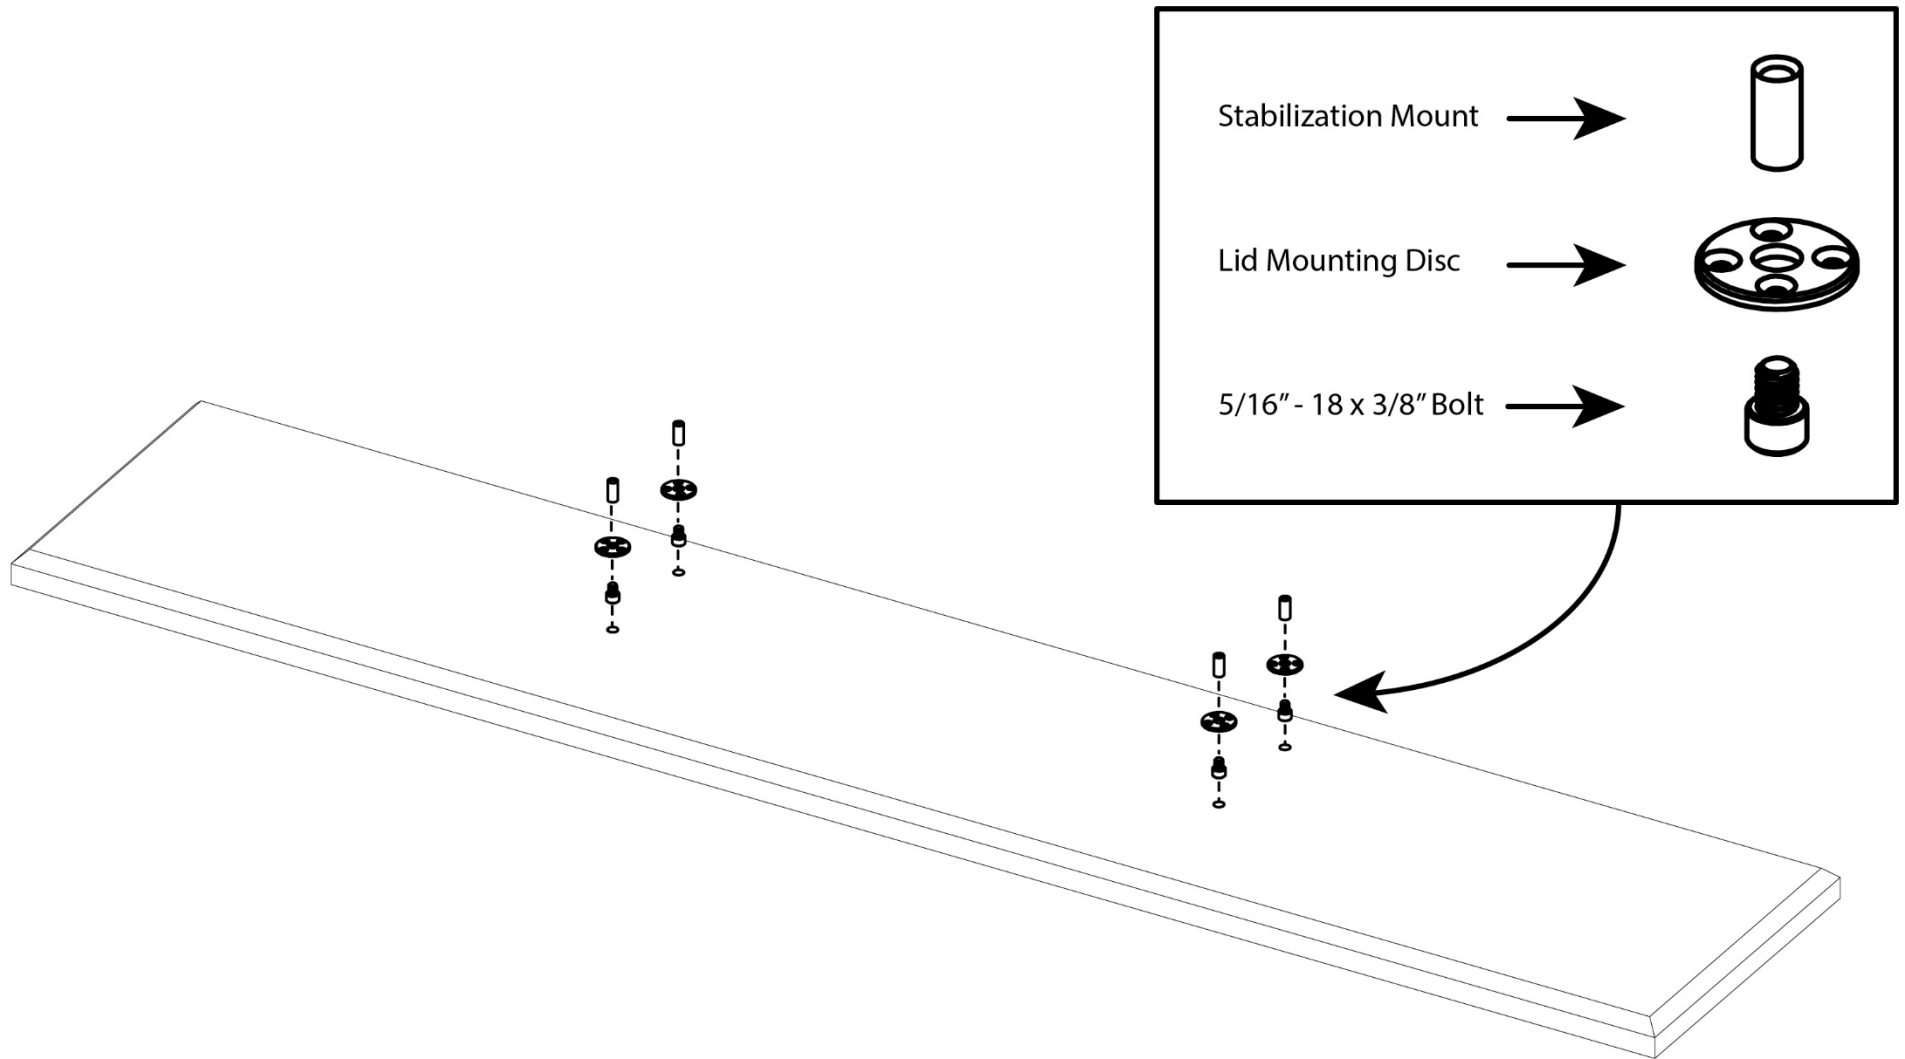 Stabilization Mount
Lid Mounting Disc
5/16” - 18 x 3/8” Bolt